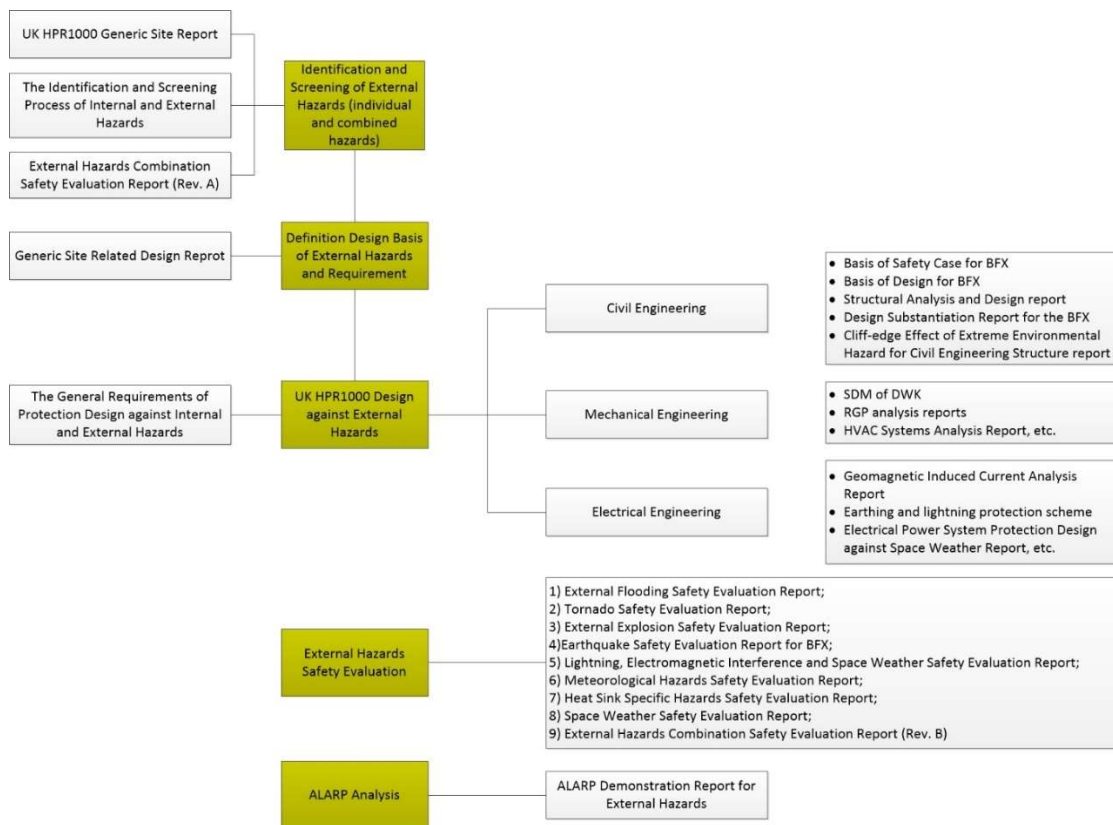 UK HPR1000 Generic Site Report
The Identification and Screening
Process of Internal and External
Hazards
External Hazards Combination
Safety Evaluation Report (Rev. A)
Identification and
Screening of External
Hazards (individual
and combined
hazards)
Generic Site Related Design Reprot
Definition Design Basis
of External Hazards
and Requirement
The General Requirements of
Protection Design against Internal
and External Hazards
UK HPR1000 Design
against External
Hazards
Civil Engineering
• Basis of Safety Case for BFX
• Basis of Design for BFX
• Structural Analysis and Design report
• Design Substantiation Report for the BFX
• Cliff-edge Effect of Extreme Environmental
Hazard for Civil Engineering Structure report
Mechanical Engineering
• SDM of DWK
• RGP analysis reports
• HVAC Systems Analysis Report, etc.
Electrical Engineering
• Geomagnetic Induced Current Analysis
Report
• Earthing and lightning protection scheme
• Electrical Power System Protection Design
against Space Weather Report, etc.
External Hazards
Safety Evaluation
1) External Flooding Safety Evaluation Report;
2) Tornado Safety Evaluation Report;
3) External Explosion Safety Evaluation Report;
4)Earthquake Safety Evaluation Report for BFX;
5) Lightning, Electromagnetic Interference and Space Weather Safety Evaluation Report;
6) Meteorological Hazards Safety Evaluation Report;
7) Heat Sink Specific Hazards Safety Evaluation Report;
8) Space Weather Safety Evaluation Report;
9) External Hazards Combination Safety Evaluation Report (Rev. B)
ALARP Analysis
ALARP Demonstration Report for
External Hazards